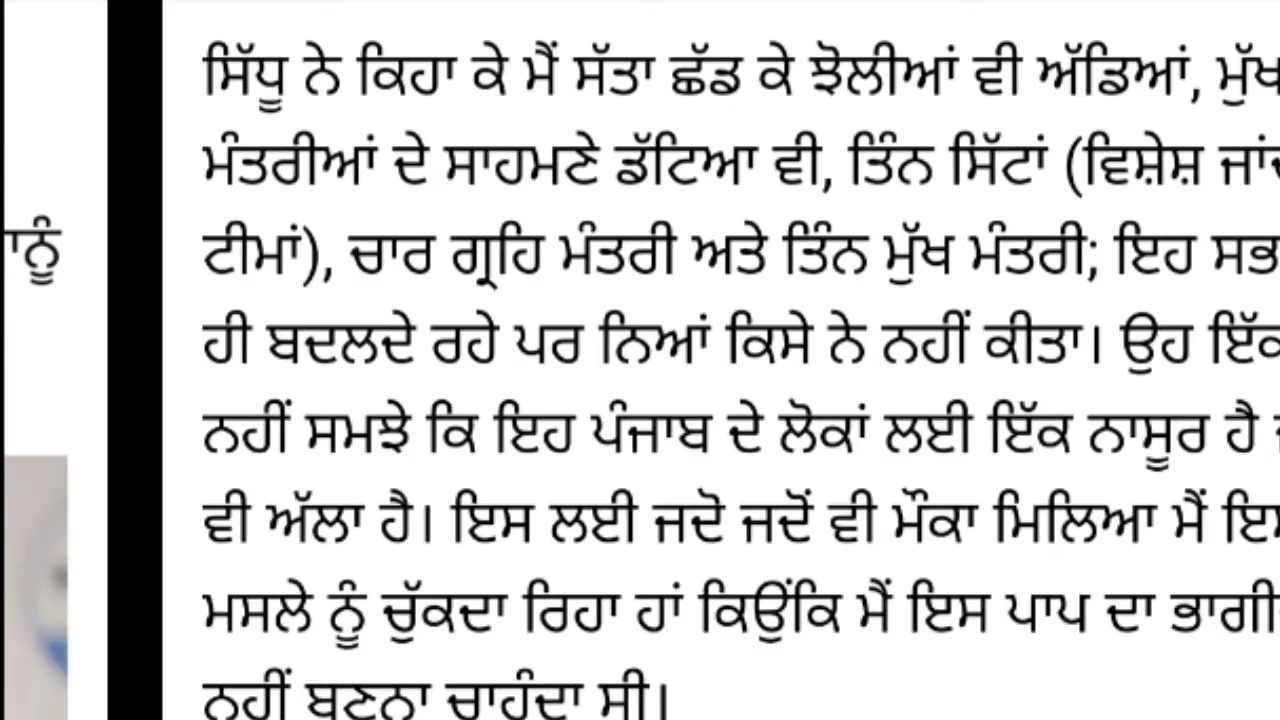 ਸਿੱਧੂ ਨੇ ਕਿਹਾ ਕੇ ਮੈਂ ਸੱਤਾ ਛੱਡ ਕੇ ਝੋਲੀਆਂ ਵੀ ਅੱਡਿਆਂ,
ਮੰਤਰੀਆਂ ਦੇ ਸਾਹਮਣੇ ਡੱਟਿਆ ਵੀ, ਤਿੰਨ ਸਿੱਟਾਂ (ਵਿਸ਼ੇਸ਼
ਟੀਮਾਂ), ਚਾਰ ਗ੍ਰਹਿ ਮੰਤਰੀ ਅਤੇ ਤਿੰਨ ਮੁੱਖ ਮੰਤਰੀ; ਇਹ ਸਭ
ਹੀ ਬਦਲਦੇ ਰਹੇ ਪਰ ਨਿਆਂ ਕਿਸੇ ਨੇ ਨਹੀਂ ਕੀਤਾ। ਉਹ
ਨਹੀਂ ਸਮਝੇ ਕਿ ਇਹ ਪੰਜਾਬ ਦੇ ਲੋਕਾਂ ਲਈ ਇੱਕ ਨਾਸੂਰ ਹੈ
ਵੀ ਅੱਲਾ ਹੈ। ਇਸ ਲਈ ਜਦੋ ਜਦੋਂ ਵੀ ਮੌਕਾ ਮਿਲਿਆ ਮੈਂ
ਮਸਲੇ ਨੂੰ ਚੁੱਕਦਾ ਰਿਹਾ ਹਾਂ ਕਿਉਂਕਿ ਮੈਂ ਇਸ ਪਾਪ ਦਾ
ਨਹੀਂ ਬਣਨਾ ਚਾਹੁੰਦਾ ਸੀ।